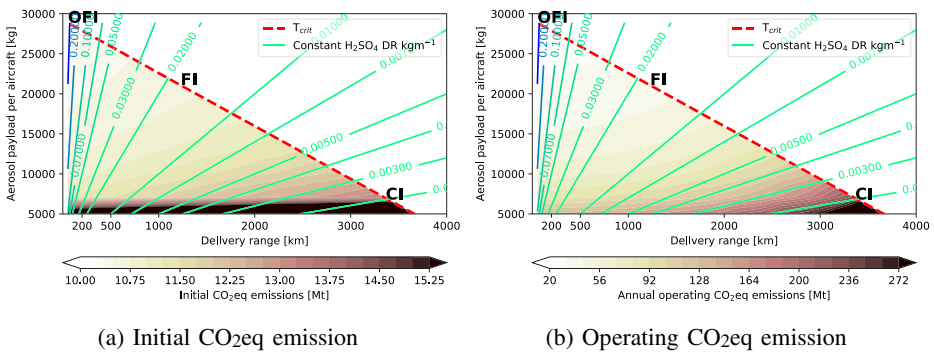 OFI
30000
25000
20000
15000
10000
5000
Aerosol payload per aircraft [kg]
0.20000
0.10000
0.05000
0.02000
0.03000
0.07000
0.01000
0.00500
0.00300
FI
CI
T_crit
Constant H₂SO₄ DR kgm⁻¹
200 500 1000 2000 3000 4000
Delivery range [km]
10.00 10.75 11.50 12.25 13.00 13.75 14.50 15.25
Initial CO₂eq emissions [Mt]
(a) Initial CO₂eq emission
OFI
30000
25000
20000
15000
10000
5000
Aerosol payload per aircraft [kg]
0.20000
0.10000
0.05000
0.02000
0.03000
0.07000
0.01000
0.00500
0.00300
FI
CI
T_crit
Constant H₂SO₄ DR kgm⁻¹
200 500 1000 2000 3000 4000
Delivery range [km]
20 56 92 128 164 200 236 272
Annual operating CO₂eq emissions [Mt]
(b) Operating CO₂eq emission